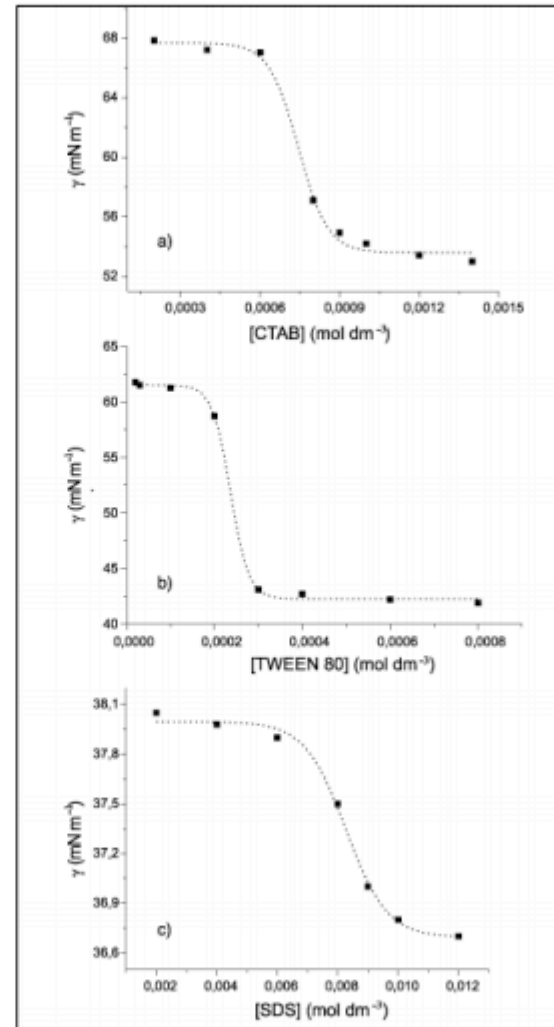 68
64
60
56
52
γ (mN m⁻¹)
a)
0,0003 0,0006 0,0009 0,0012 0,0015
[CTAB] (mol dm⁻³)
65
60
55
50
45
40
γ (mN m⁻¹)
b)
0,0000 0,0002 0,0004 0,0006 0,0008
[TWEEN 80] (mol dm⁻³)
38,1
37,8
37,5
37,2
36,9
36,6
γ (mN m⁻¹)
c)
0,002 0,004 0,006 0,008 0,010 0,012
[SDS] (mol dm⁻³)